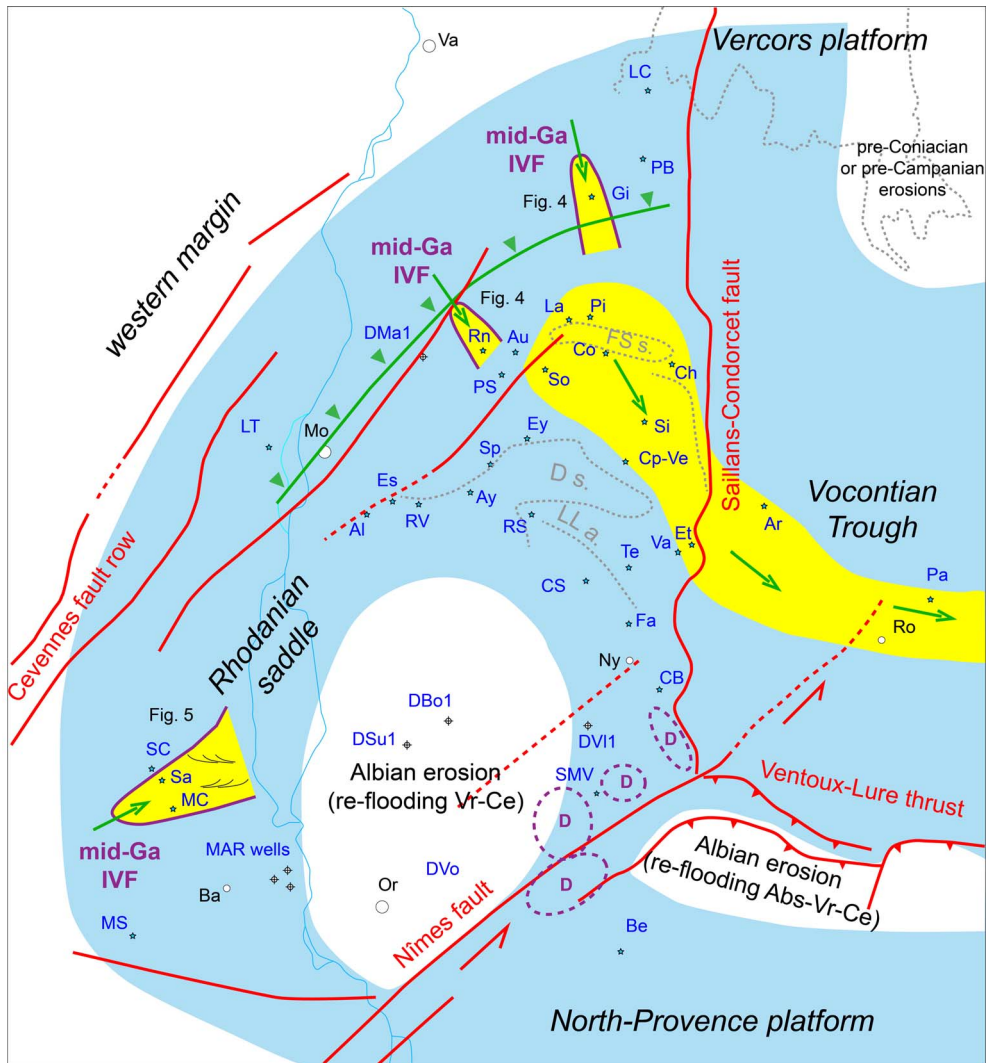 Va
Vercors platform
LC
mid-Ga
IVF
pre-Coniacian
or pre-Campanian
erosions
PB
Fig. 4
Gi
western margin
mid-Ga
IVF
Fig. 4
La
Pi
DMa1
Rn
Au
FS s.
Co
Ch
PS
So
Saillans-Condorcet fault
LT
Mo
Si
Ey
Sp
Cp-Ve
D s.
Vocontian
Trough
Es
Ay
Al
RV
RS
LL a
Ar
Te
Va
Et
CS
Pa
Cevennes fault row
Rhodanian
saddle
Fa
Ro
Ny
CB
DBo1
Fig. 5
DSu1
DVl1
D
SC
Sa
Albian erosion
(re-flooding Vr-Ce)
SMV
D
MC
Ventoux-Lure thrust
D
mid-Ga
IVF
MAR wells
Albian erosion
(re-flooding Abs-Vr-Ce)
Ba
Or
DVo
D
MS
Nîmes fault
Be
North-Provence platform